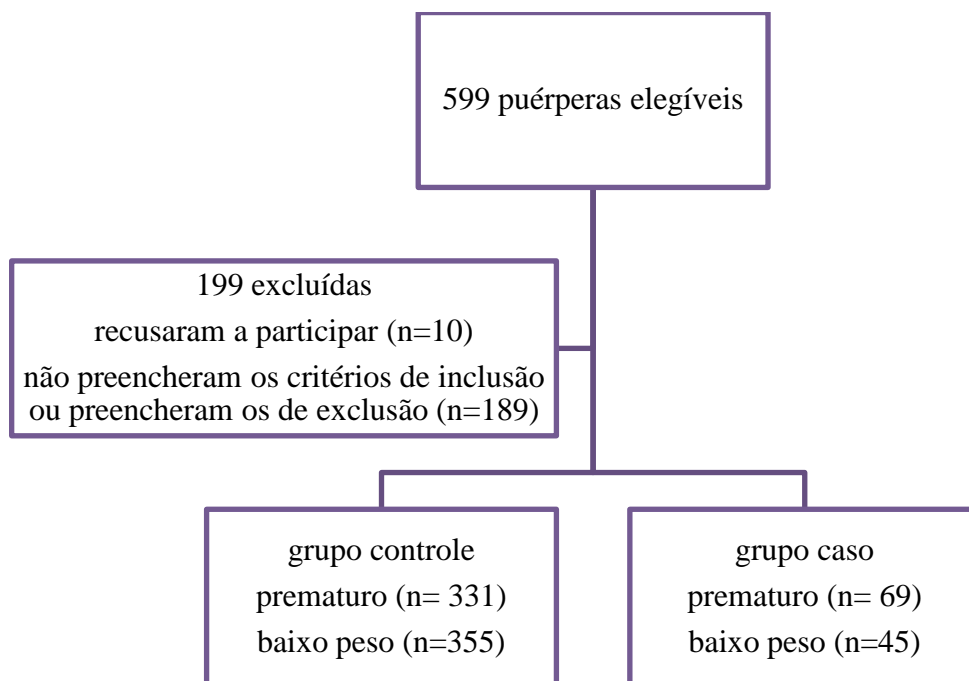 599 puérperas elegíveis
199 excluídas
recusaram a participar (n=10)
não preencheram os critérios de inclusão
ou preencheram os de exclusão (n=189)
grupo controle
prematuro (n= 331)
baixo peso (n=355)
grupo caso
prematuro (n= 69)
baixo peso (n=45)